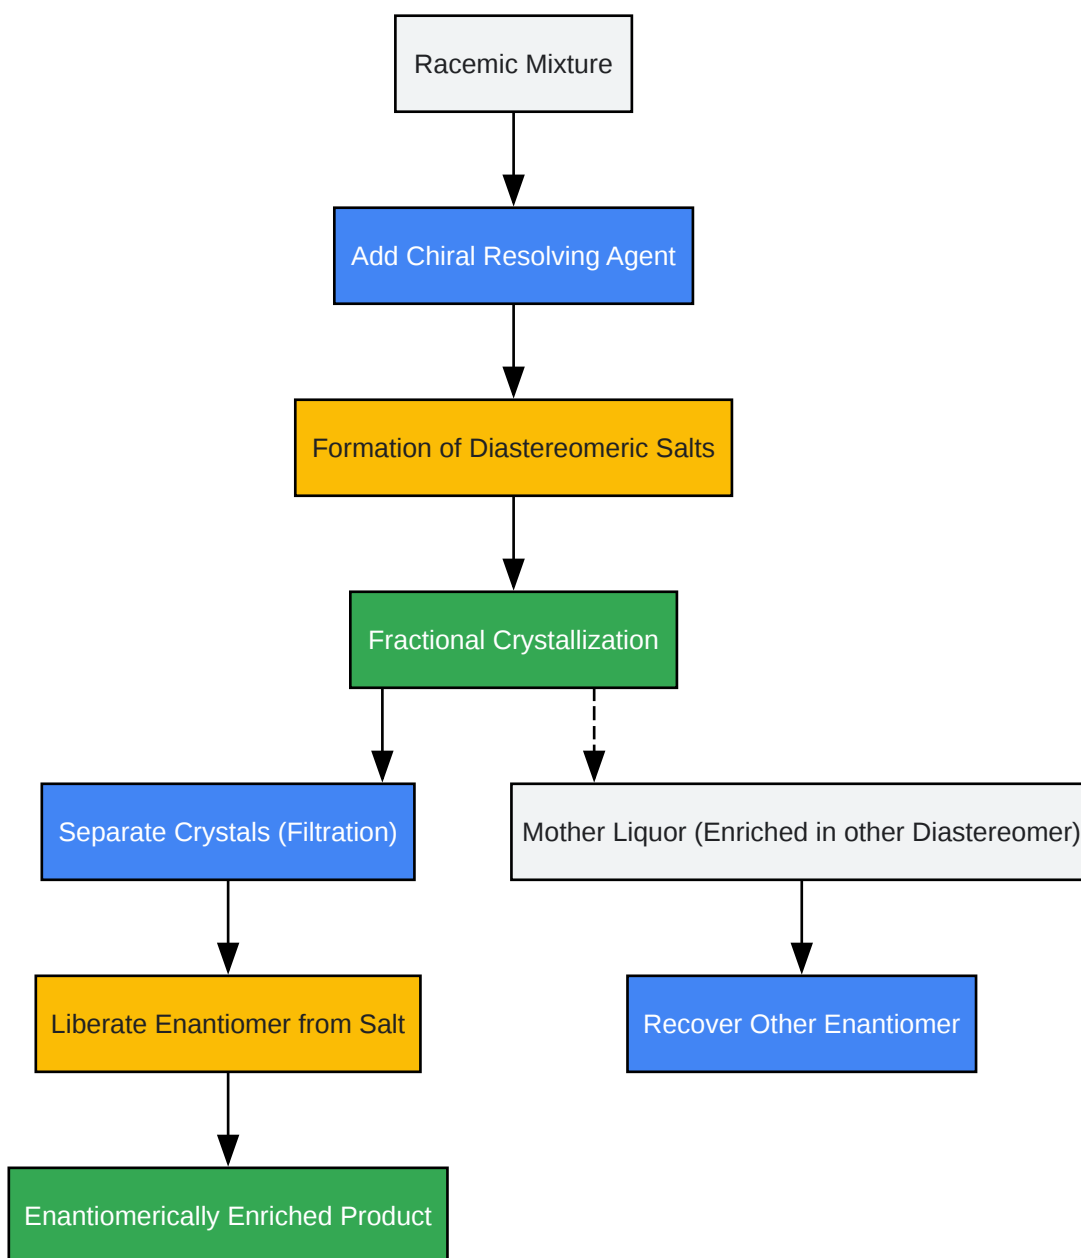 Racemic Mixture
Add Chiral Resolving Agent
Formation of Diastereomeric Salts
Fractional Crystallization
Separate Crystals (Filtration)
Mother Liquor (Enriched in other Diastereomer)
Liberate Enantiomer from Salt
Recover Other Enantiomer
Enantiomerically Enriched Product